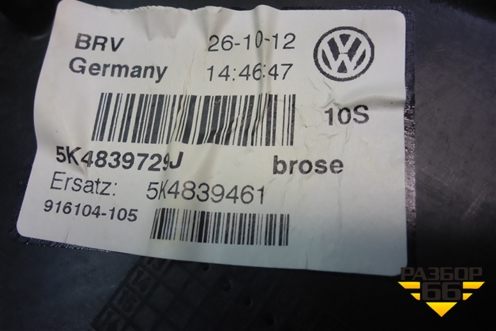 BRV 26-10-12
Germany 14:46:47
10S
5K4839729J brose
Ersatz: 5K4839461
916104-105
РАЗБОР
66